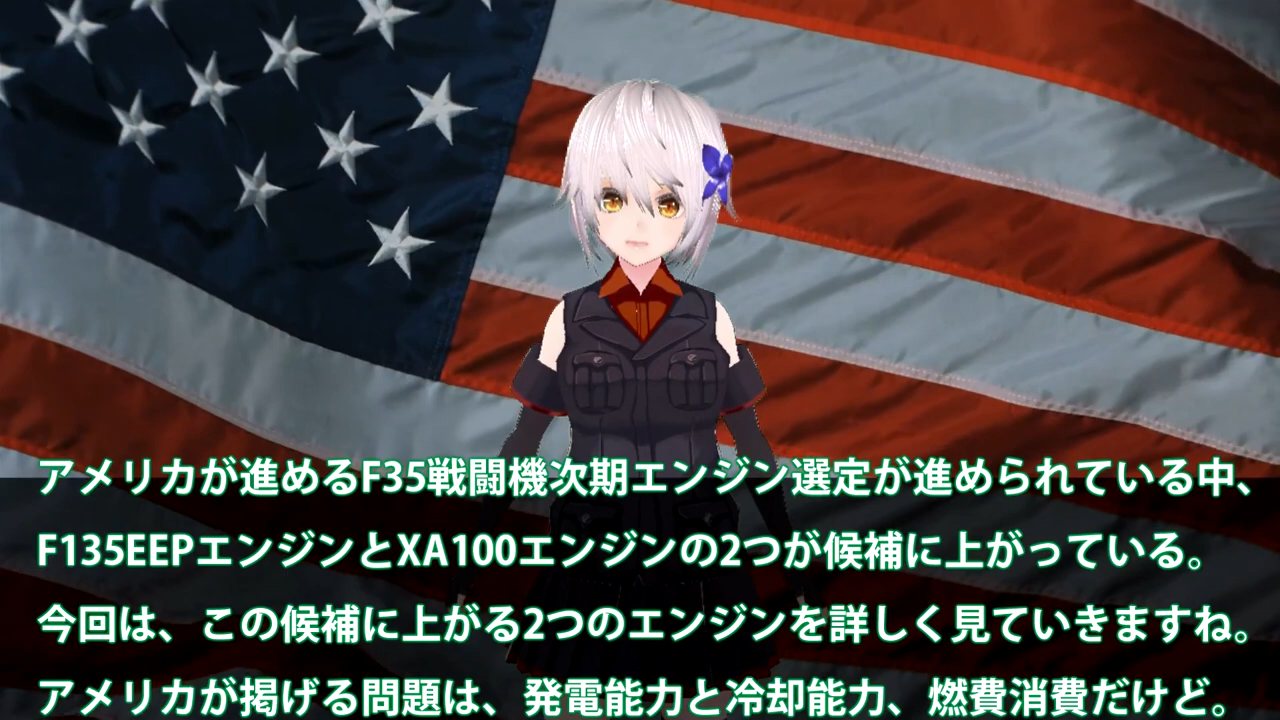 アメリカが進めるF35戦闘機次期エンジン選定が進められている中、
F135EEPエンジンとXA100エンジンの2つが候補に上がっている。
今回は、この候補に上がる2つのエンジンを詳しく見ていきますね。
アメリカが掲げる問題は、発電能力と冷却能力、燃費消費だけど。